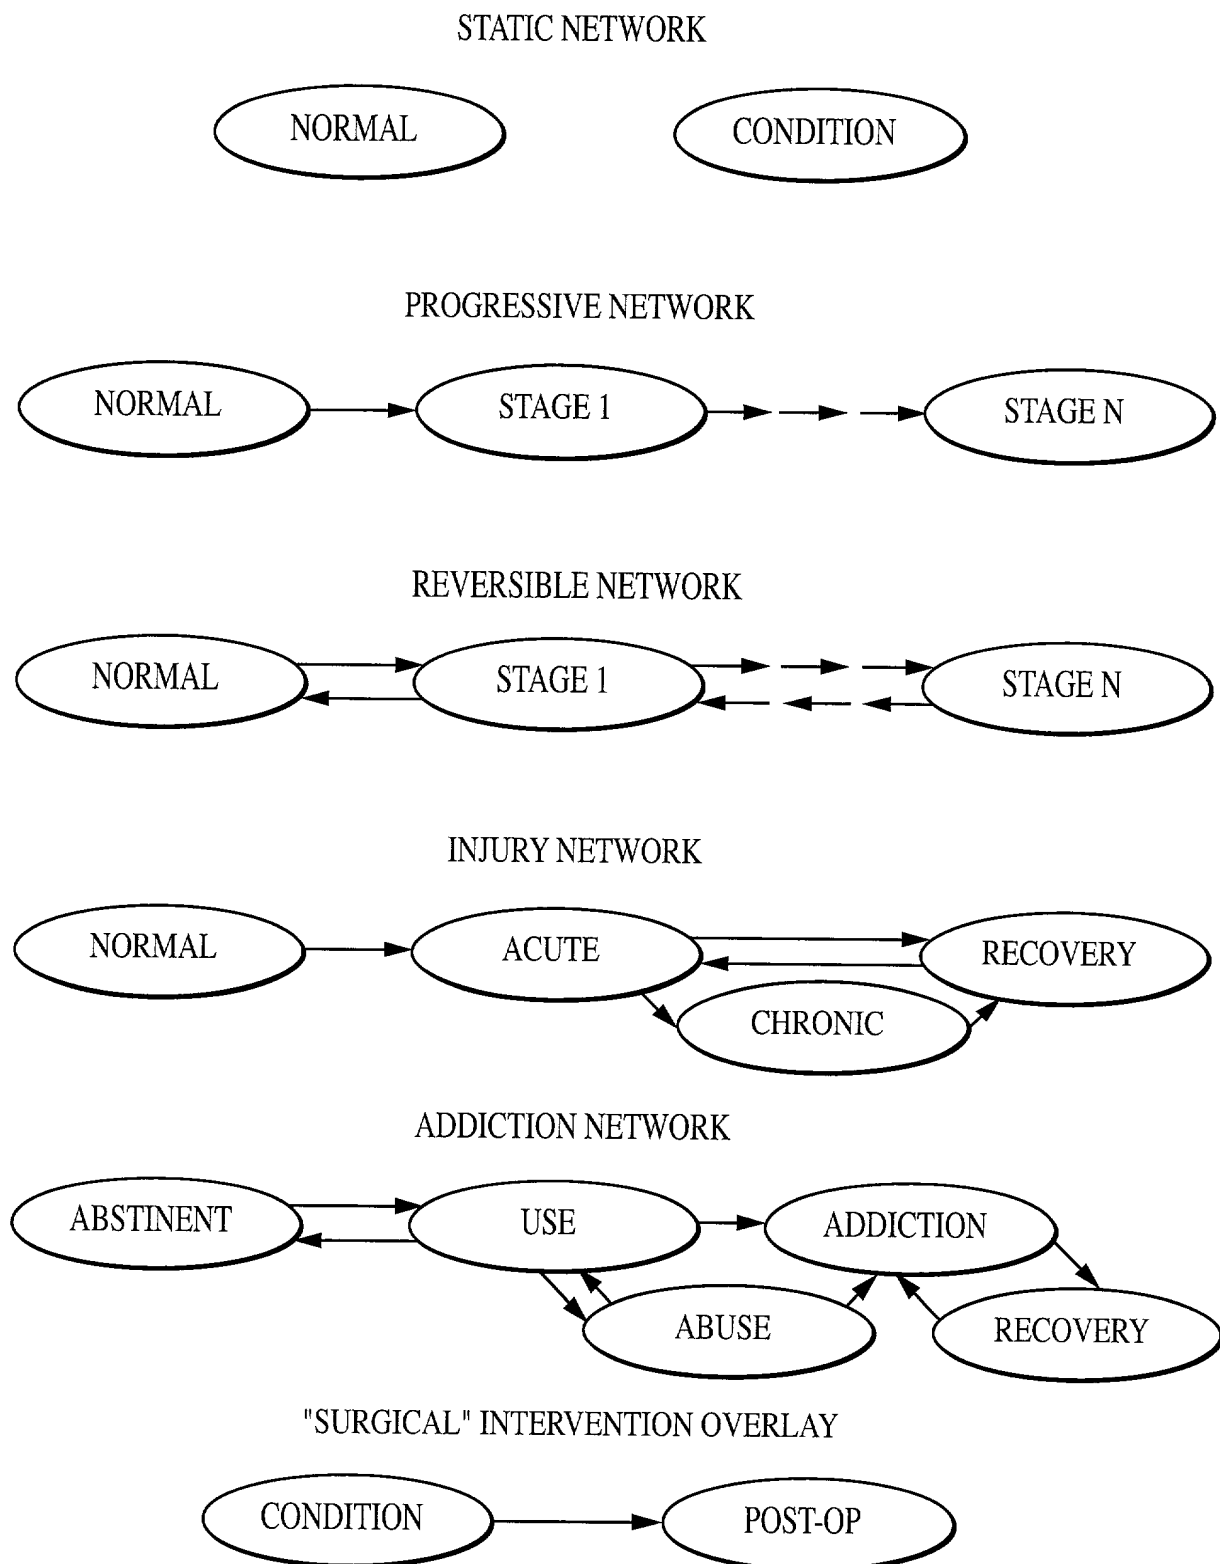 STATIC NETWORK
NORMAL CONDITION
PROGRESSIVE NETWORK
NORMAL STAGE 1 STAGE N
REVERSIBLE NETWORK
NORMAL STAGE 1 STAGE N
INJURY NETWORK
NORMAL ACUTE RECOVERY
CHRONIC
ADDICTION NETWORK
ABSTINENT USE ADDICTION
ABUSE RECOVERY
"SURGICAL" INTERVENTION OVERLAY
CONDITION POST-OP